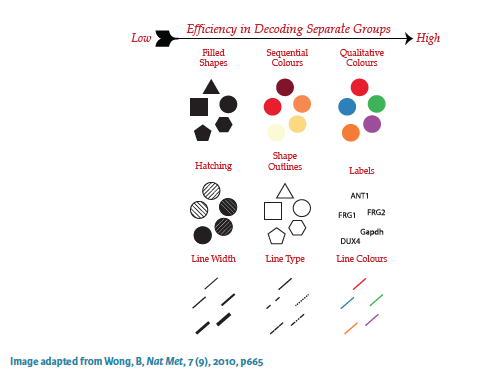 Efficiency in Decoding Separate Groups
Low
High
Filled
Shapes
Sequential
Colours
Qualitative
Colours
Hatching
Shape
Outlines
Labels
ANT1
FRG1
FRG2
Gapdh
DUX4
Line Width
Line Type
Line Colours
Image adapted from Wong, B, Nat Met, 7 (9), 2010, p665